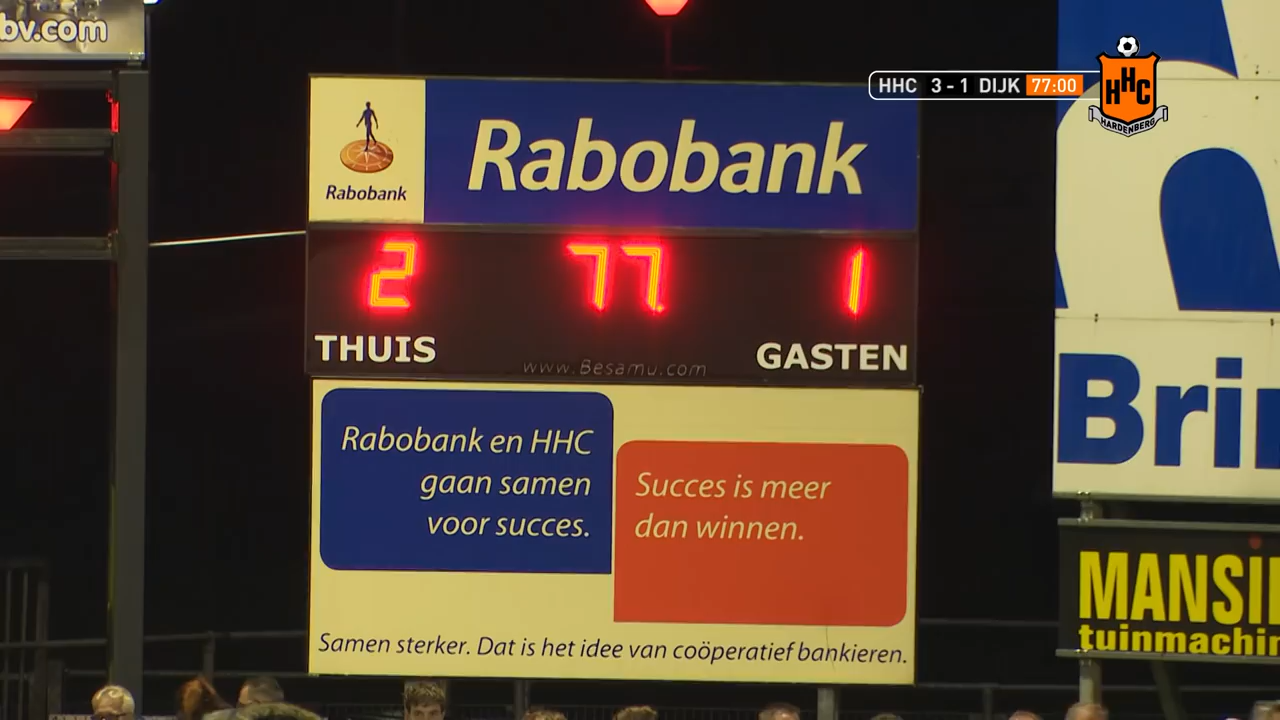 bv.com
HHC 3 - 1 DIJK 77:00
HHC
HARDENBERG
Rabobank
Rabobank
2 77 1
THUIS GASTEN
www.Besamu.com
Rabobank en HHC
gaan samen
voor succes.
Succes is meer
dan winnen.
Samen sterker. Dat is het idee van coöperatief bankieren.
Bri
MANSI
tuinmachin